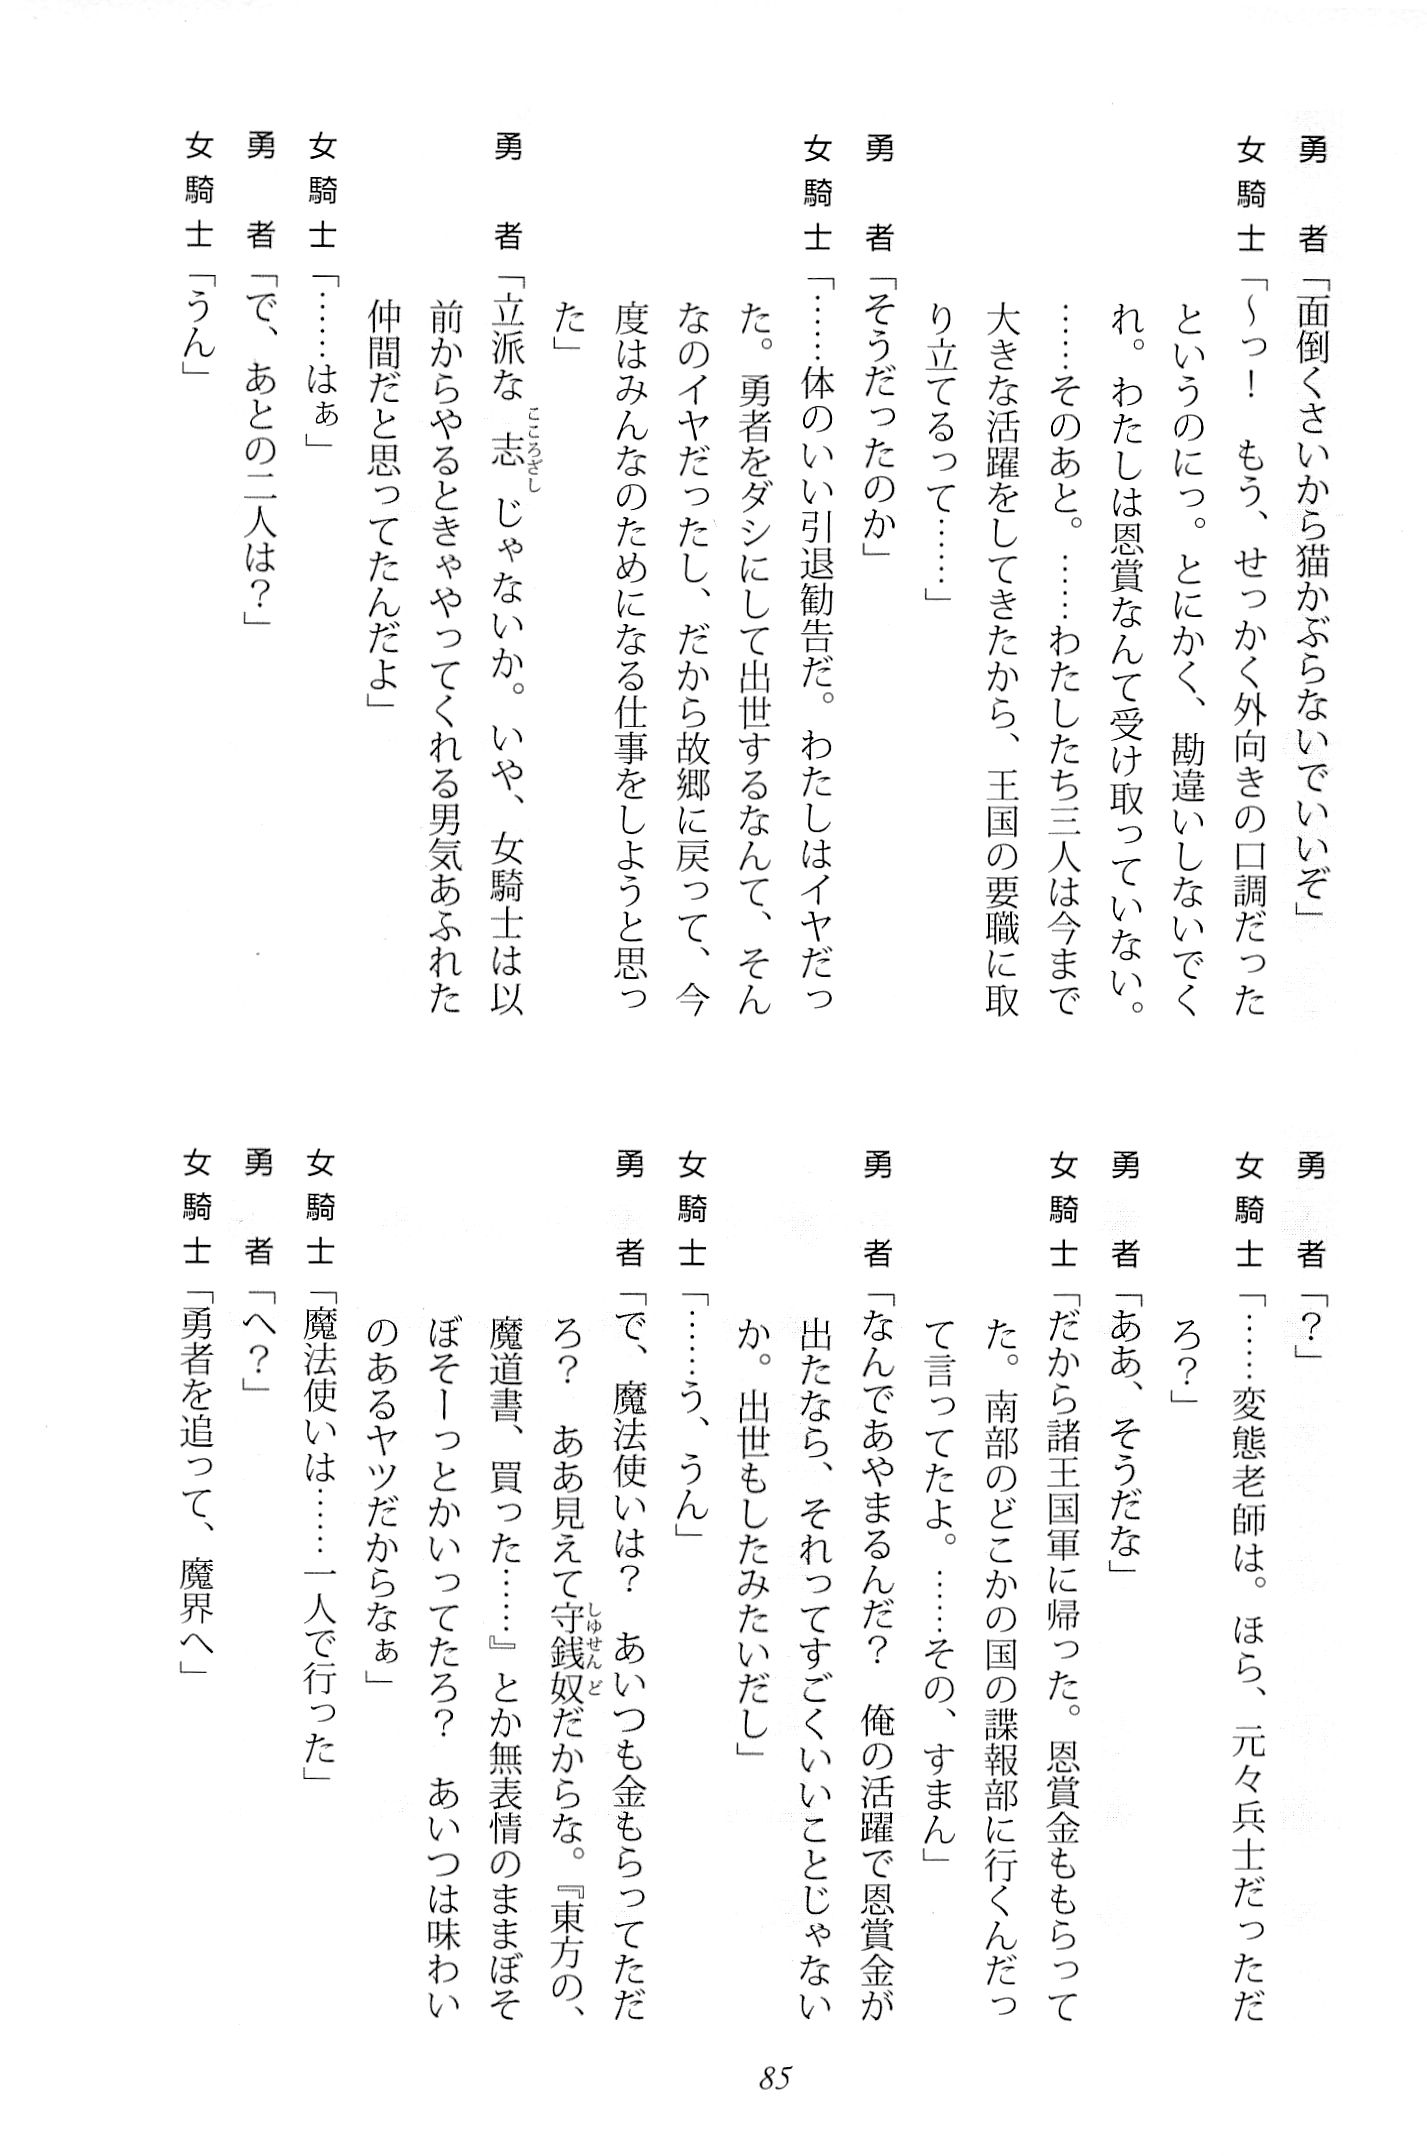 勇　者「面倒くさいから猫かぶらないでいいぞ」
女騎士「～っ！　もう、せっかく外向きの口調だった
というのにっ。とにかく、勘違いしないでく
れ。わたしは恩賞なんて受け取っていない。
……そのあと。……わたしたち三人は今まで
大きな活躍をしてきたから、王国の要職に取
り立てるって……」
勇　者「そうだったのか」
女騎士「……体のいい引退勧告だ。わたしはイヤだっ
た。勇者をダシにして出世するなんて、そん
なのイヤだったし、だから故郷に戻って、今
度はみんなのためになる仕事をしようと思っ
た」
勇　者「立派な志じゃないか。いや、女騎士は以
こころざし
前からやるときゃやってくれる男気あふれた
仲間だと思ってたんだよ」
女騎士「……はぁ」
勇　者「で、あとの二人は？」
女騎士「うん」
勇　者「？」
女騎士「……変態老師は。ほら、元々兵士だっただ
ろ？」
勇　者「ああ、そうだな」
女騎士「だから諸王国軍に帰った。恩賞金ももらって
た。南部のどこかの国の諜報部に行くんだっ
て言ってたよ。……その、すまん」
勇　者「なんであやまるんだ？　俺の活躍で恩賞金が
出たなら、それってすごくいいことじゃない
か。出世もしたみたいだし」
女騎士「……う、うん」
勇　者「で、魔法使いは？　あいつも金もらってただ
ろ？　ああ見えて守銭奴だからな。『東方の、
しゅせんど
魔道書、買った……』とか無表情のままぼそ
ぼそーっとかいってたろ？　あいつは味わい
のあるヤツだからなぁ」
女騎士「魔法使いは……一人で行った」
勇　者「へ？」
女騎士「勇者を追って、魔界へ」
85